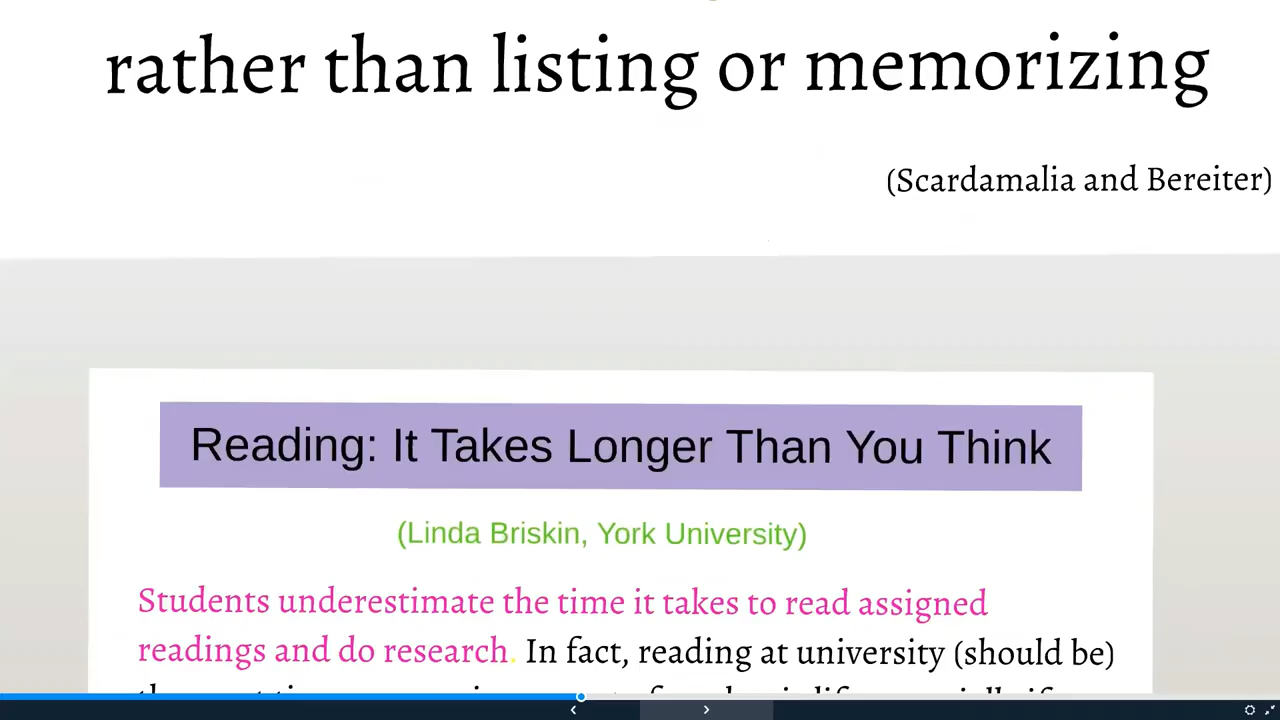 rather than listing or memorizing
(Scardamalia and Bereiter)
Reading: It Takes Longer Than You Think
(Linda Briskin, York University)
Students underestimate the time it takes to read assigned
readings and do research. In fact, reading at university (should be)